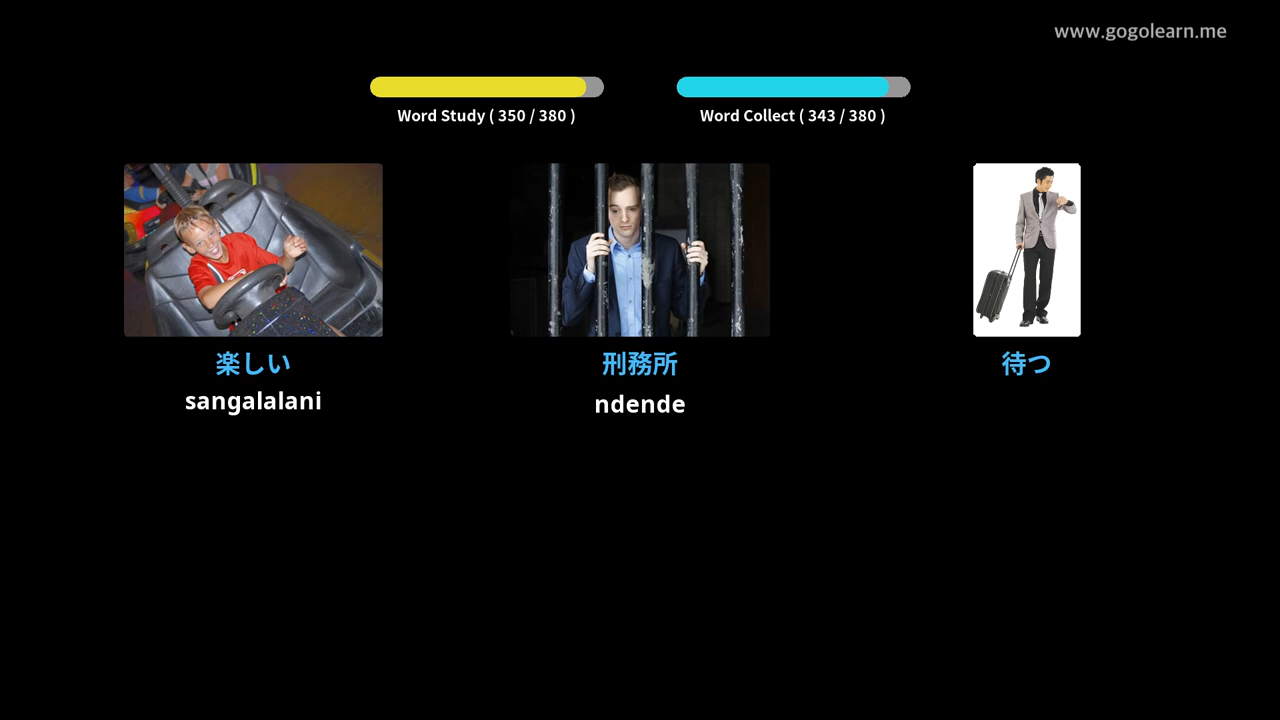 www.gogolearn.me
Word Study ( 350 / 380 )
Word Collect ( 343 / 380 )
楽しい
sangalalani
刑務所
ndende
待つ